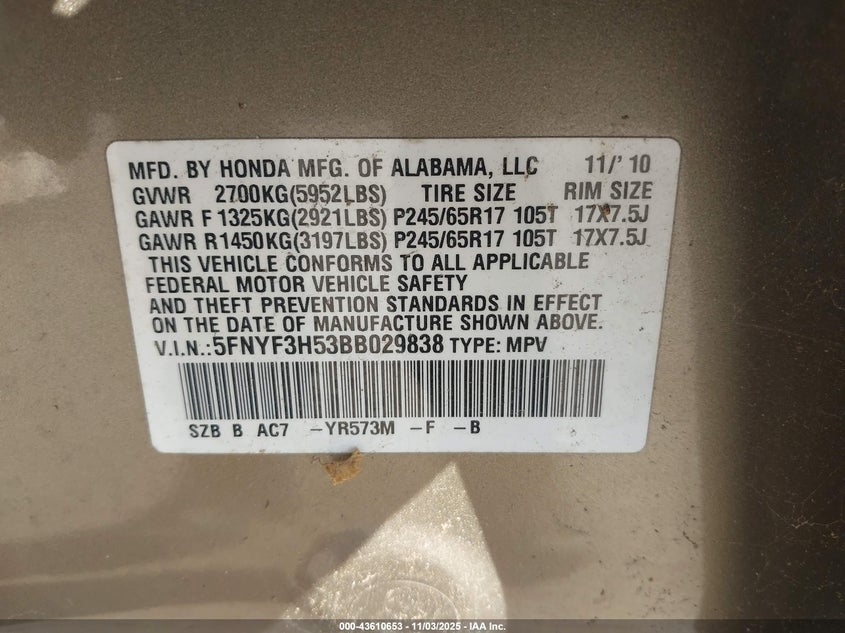 MFD. BY HONDA MFG. OF ALABAMA, LLC 11/' 10
GVWR 2700KG(5952LBS) TIRE SIZE RIM SIZE
GAWR F 1325KG(2921LBS) P245/65R17 105T 17X7.5J
GAWR R1450KG(3197LBS) P245/65R17 105T 17X7.5J
THIS VEHICLE CONFORMS TO ALL APPLICABLE
FEDERAL MOTOR VEHICLE SAFETY
AND THEFT PREVENTION STANDARDS IN EFFECT
ON THE DATE OF MANUFACTURE SHOWN ABOVE.
V.I.N.:5FNYF3H53BB029838 TYPE: MPV
SZB B AC7 -YR573M -F -B
000-43610653 - 11/03/2025 - IAA Inc.